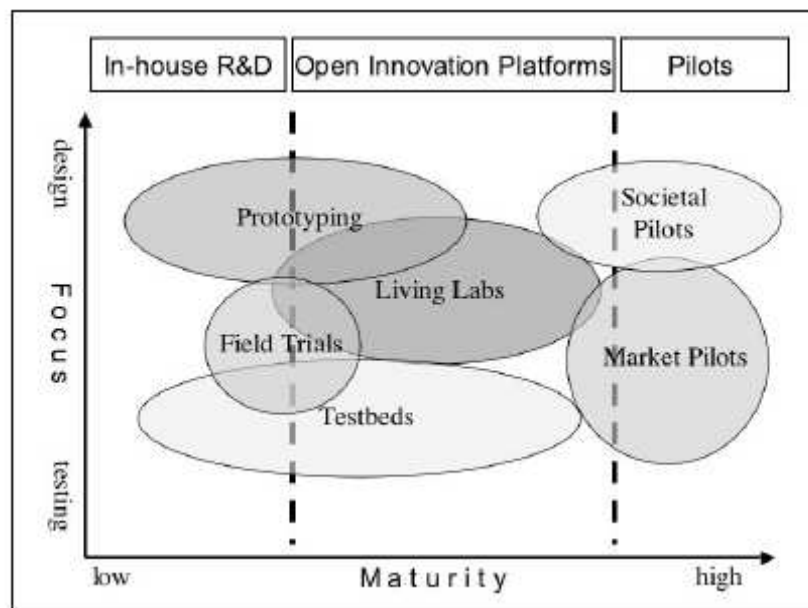 In-house R&D
Open Innovation Platforms
Pilots
design
Focus
testing
Prototyping
Societal
Pilots
Living Labs
Field Trials
Market Pilots
Testbeds
low
Maturity
high